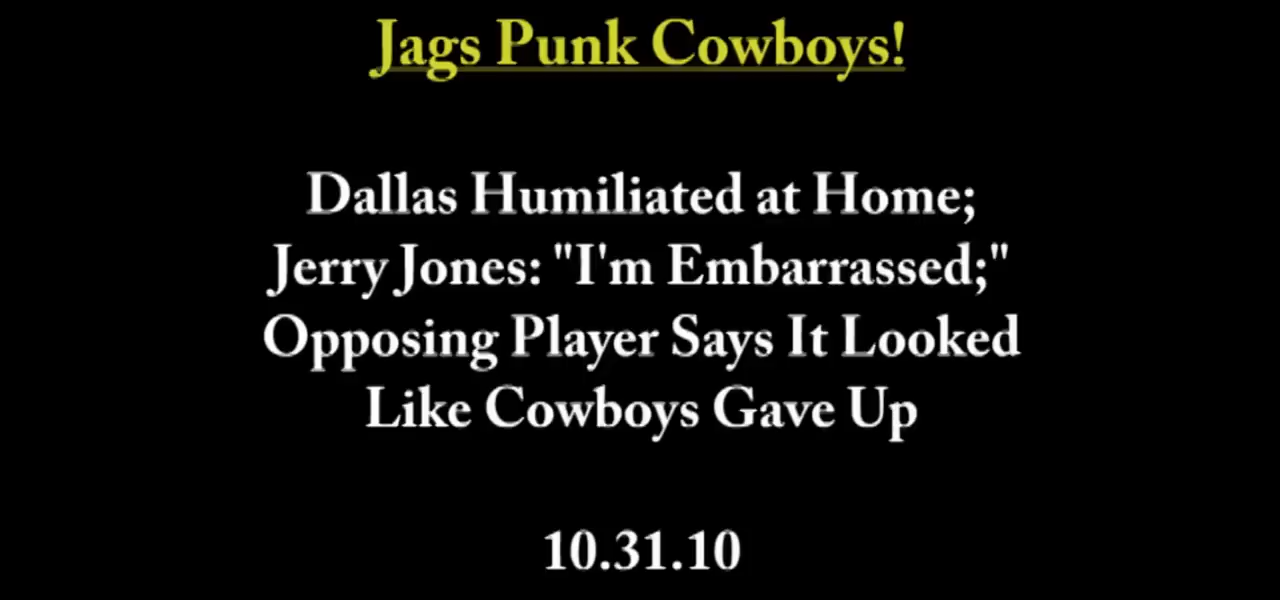 Jags Punk Cowboys!
Dallas Humiliated at Home;
Jerry Jones: "I'm Embarrassed;"
Opposing Player Says It Looked
Like Cowboys Gave Up
10.31.10